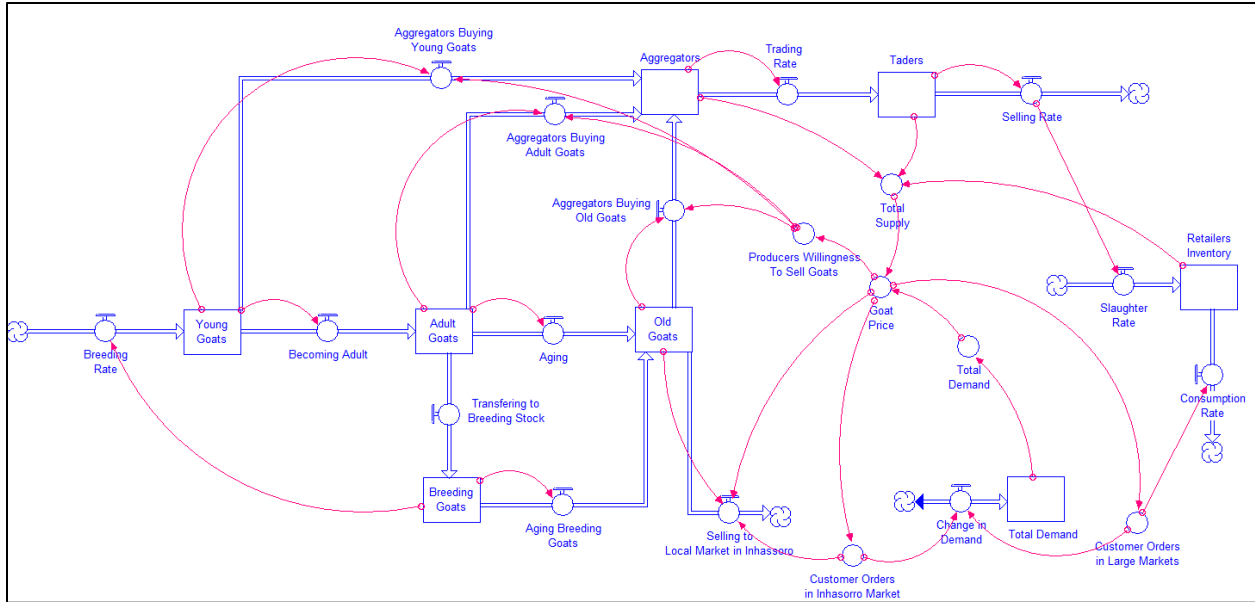 Aggregators Buying
Young Goats
Aggregators
Trading
Rate
Taders
Selling Rate
Aggregators Buying
Adult Goats
Aggregators Buying
Old Goats
Total
Supply
Producers Willingness
To Sell Goats
Retailers
Inventory
Goat
Price
Slaughter
Rate
Young
Goats
Adult
Goats
Old
Goats
Breeding
Rate
Becoming Adult
Aging
Total
Demand
Consumption
Rate
Transfering to
Breeding Stock
Breeding
Goats
Aging Breeding
Goats
Selling to
Local Market in Inhassoro
Change in
Demand
Total Demand
Customer Orders
in Large Markets
Customer Orders
in Inhasorro Market